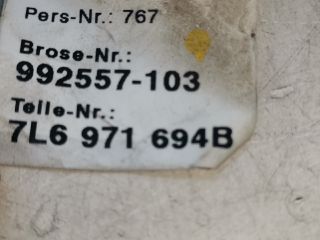 Pers-Nr.: 767
Brose-Nr.:
992557-103
Teile-Nr.:
7L6 971 694B